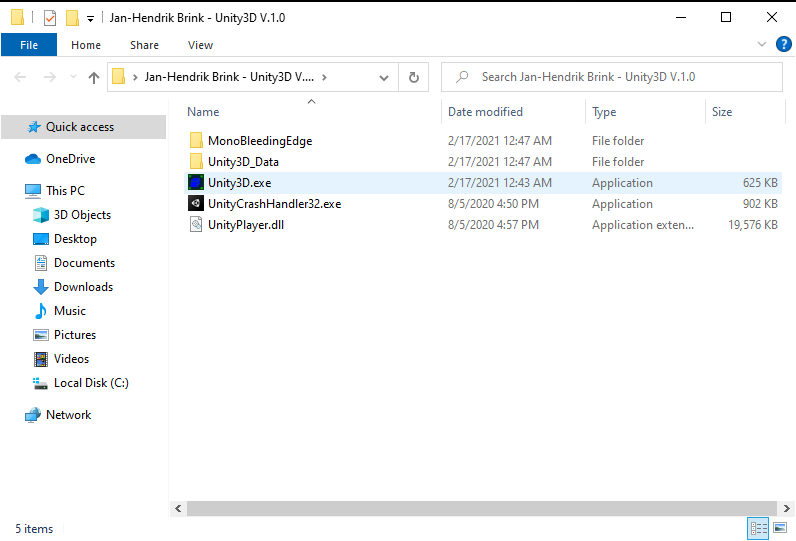 Jan-Hendrik Brink - Unity3D V.1.0
File Home Share View
Jan-Hendrik Brink - Unity3D V.... Search Jan-Hendrik Brink - Unity3D V.1.0
Name Date modified Type Size
Quick access
OneDrive
This PC
3D Objects
Desktop
Documents
Downloads
Music
Pictures
Videos
Local Disk (C:)
Network
MonoBleedingEdge 2/17/2021 12:47 AM File folder
Unity3D_Data 2/17/2021 12:47 AM File folder
Unity3D.exe 2/17/2021 12:43 AM Application 625 KB
UnityCrashHandler32.exe 8/5/2020 4:50 PM Application 902 KB
UnityPlayer.dll 8/5/2020 4:57 PM Application exten... 19,576 KB
5 items